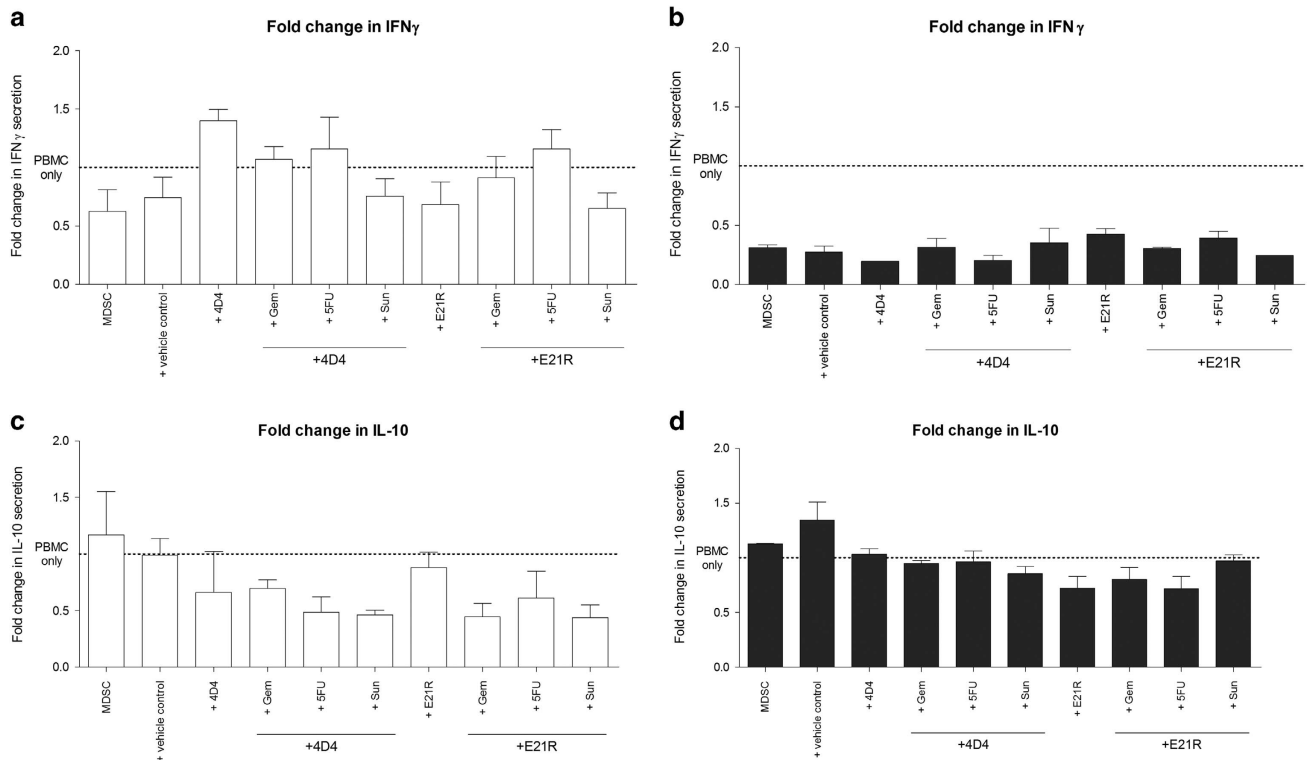 a
Fold change in IFNγ
Fold change in IFNγ secretion
2.0
1.5
PBMC
only
0.5
0.0
MDSC
+ vehicle control
+ 4D4
+ Gem
+ 5FU
+ Sun
+ E21R
+ Gem
+ 5FU
+ Sun
+4D4
+E21R
b
Fold change in IFN γ
Fold change in IFN γ secretion
2.0
1.5
PBMC
only
1.0
0.5
0.0
MDSC
+ vehicle control
+ 4D4
+ Gem
+ 5FU
+ Sun
+ E21R
+ Gem
+ 5FU
+ Sun
+4D4
+E21R
c
Fold change in IL-10
Fold change in IL-10 secretion
2.0
1.5
PBMC
only
1.0
0.5
0.0
MDSC
+ vehicle control
+ 4D4
+ Gem
+ 5FU
+ Sun
+ E21R
+ Gem
+ 5FU
+ Sun
+4D4
+E21R
d
Fold change in IL-10
Fold change in IL-10 secretion
2.0
1.5
PBMC
only
1.0
0.5
0.0
MDSC
+ vehicle control
+ 4D4
+ Gem
+ 5FU
+ Sun
+ E21R
+ Gem
+ 5FU
+ Sun
+4D4
+E21R